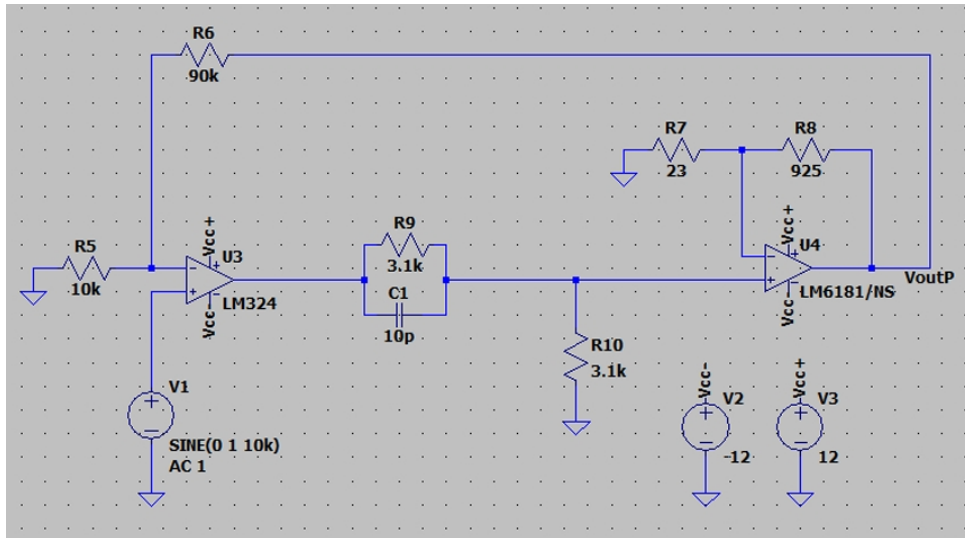 R6
90k
R7
23
R8
925
R5
10k
Vcc+
U3
LM324
Vcc-
R9
3.1k
C1
10p
Vcc+
U4
LM6181/NS
Vcc-
VoutP
R10
3.1k
V1
SINE(0 1 10k)
AC 1
Vcc-
V2
-12
Vcc+
V3
12